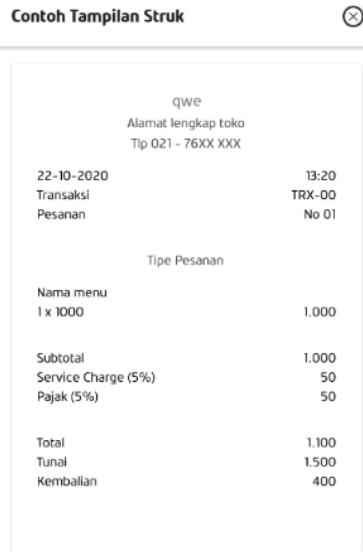 Contoh Tampilan Struk
qwe
Alamat lengkap toko
Tlp 021 - 76XX XXX
22-10-2020 13:20
Transaksi TRX-00
Pesanan No 01
Tipe Pesanan
Nama menu
1 x 1000 1.000
Subtotal 1.000
Service Charge (5%) 50
Pajak (5%) 50
Total 1.100
Tunai 1.500
Kembalian 400